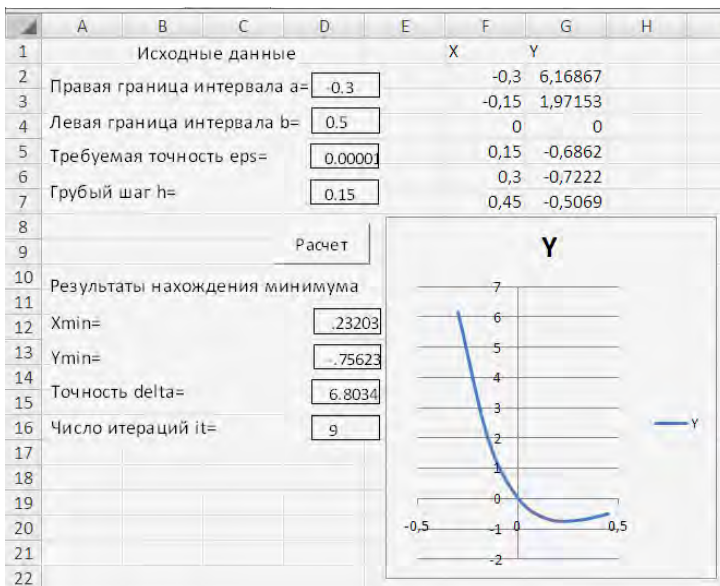 A B C D E F G H
1 Исходные данные X Y
2 Правая граница интервала a= -0.3 -0,3 6,16867
3 -0,15 1,97153
4 Левая граница интервала b= 0.5 0 0
5 Требуемая точность eps= 0.00001 0,15 -0,6862
6 0,3 -0,7222
7 Грубый шаг h= 0.15 0,45 -0,5069
8
9 Расчет
10 Результаты нахождения минимума
11
12 Xmin= .23203
13 Ymin= -.75623
14
15 Точность delta= 6.8034
16 Число итераций it= 9
17
18
19
20
21
22
Y
7
6
5
4
3
2
1
0
-1
-2
-0,5 0 0,5
Y